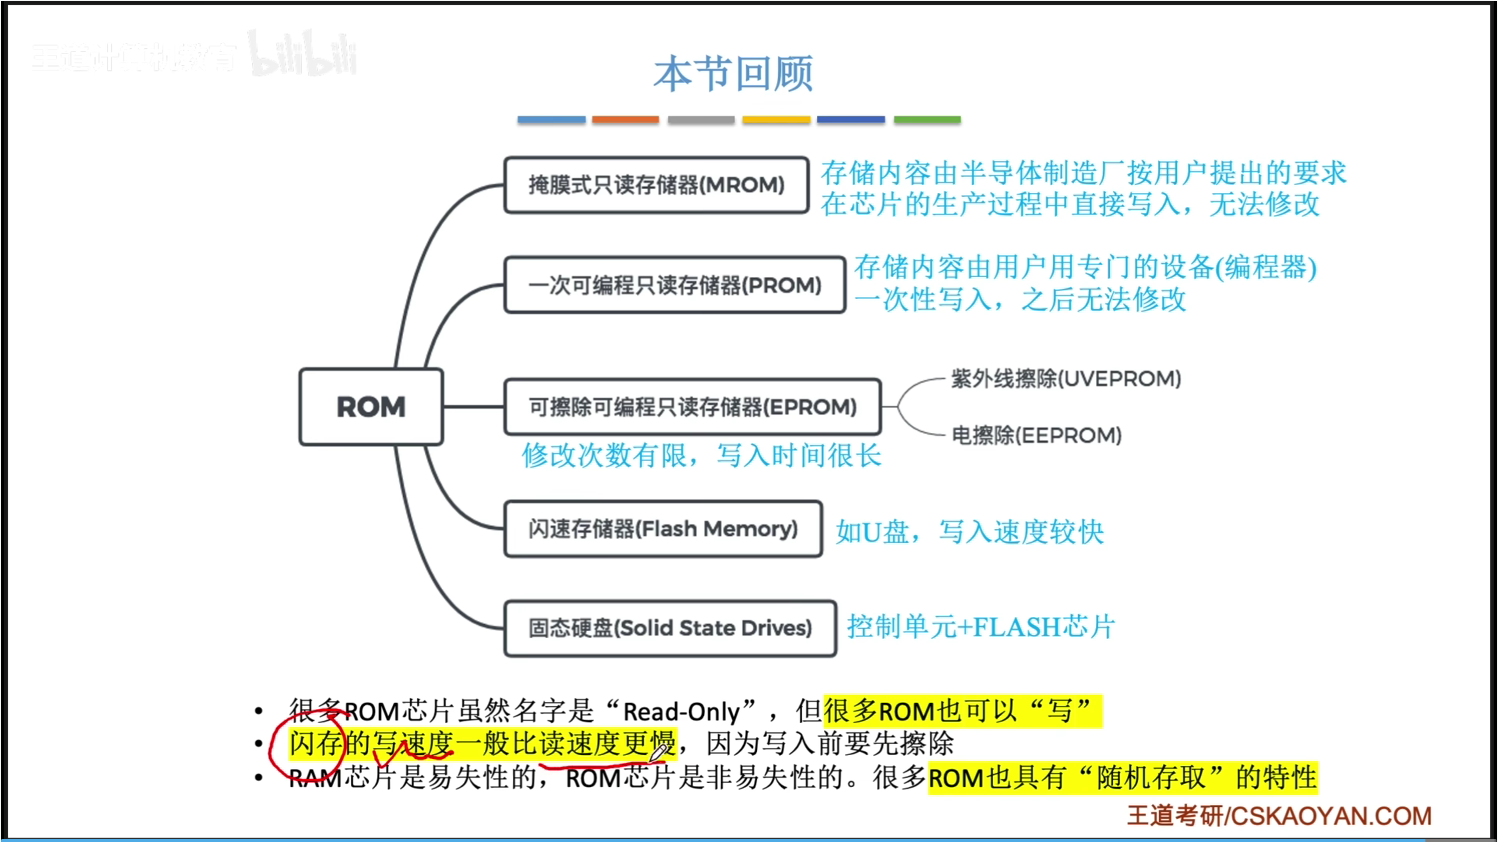 王道计算机教育 bilibili
本节回顾
掩膜式只读存储器(MROM)
存储内容由半导体制造厂按用户提出的要求
在芯片的生产过程中直接写入，无法修改
一次可编程只读存储器(PROM)
存储内容由用户用专门的设备(编程器)
一次性写入，之后无法修改
ROM
可擦除可编程只读存储器(EPROM)
紫外线擦除(UVEPROM)
电擦除(EEPROM)
修改次数有限，写入时间很长
闪速存储器(Flash Memory)
如U盘，写入速度较快
固态硬盘(Solid State Drives)
控制单元+FLASH芯片
• 很多ROM芯片虽然名字是“Read-Only”，但很多ROM也可以“写”
• 闪存的写速度一般比读速度更慢，因为写入前要先擦除
• RAM芯片是易失性的，ROM芯片是非易失性的。很多ROM也具有“随机存取”的特性
王道考研/CSKAOYAN.COM